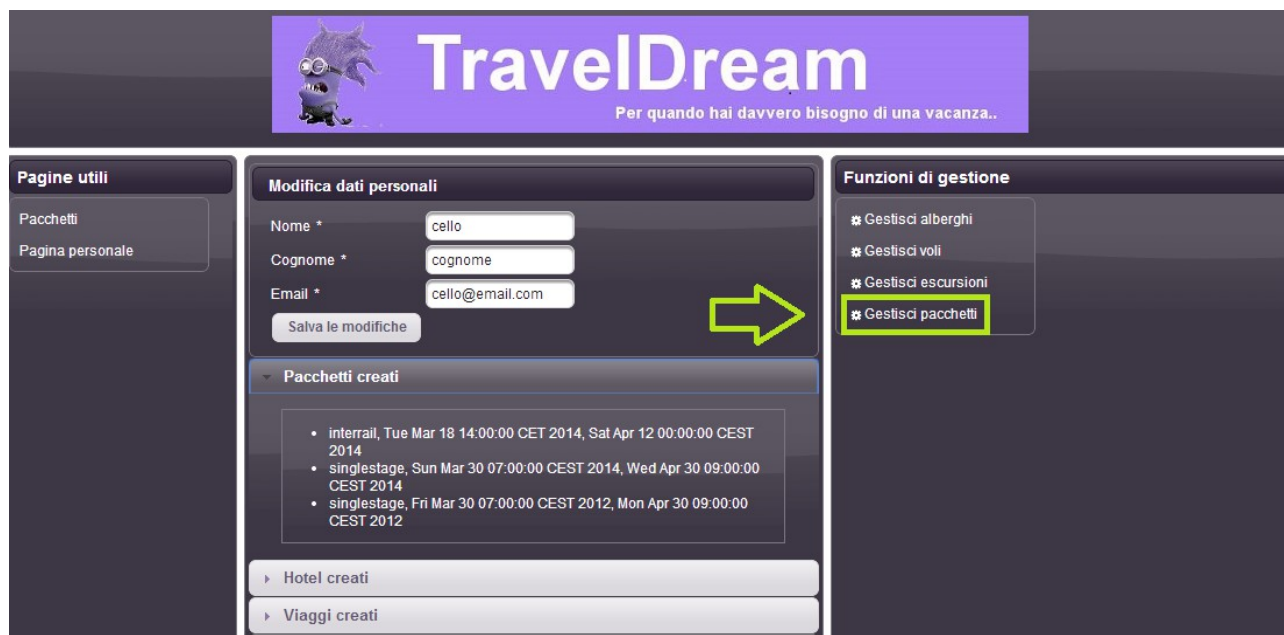 TravelDream
Per quando hai davvero bisogno di una vacanza..
Pagine utili
Pacchetti
Pagina personale
Modifica dati personali
Nome * cello
Cognome * cognome
Email * cello@email.com
Salva le modifiche
Pacchetti creati
• interrail, Tue Mar 18 14:00:00 CET 2014, Sat Apr 12 00:00:00 CEST
2014
• singlestage, Sun Mar 30 07:00:00 CEST 2014, Wed Apr 30 09:00:00
CEST 2014
• singlestage, Fri Mar 30 07:00:00 CEST 2012, Mon Apr 30 09:00:00
CEST 2012
Hotel creati
Viaggi creati
Funzioni di gestione
Gestisci alberghi
Gestisci voli
Gestisci escursioni
Gestisci pacchetti